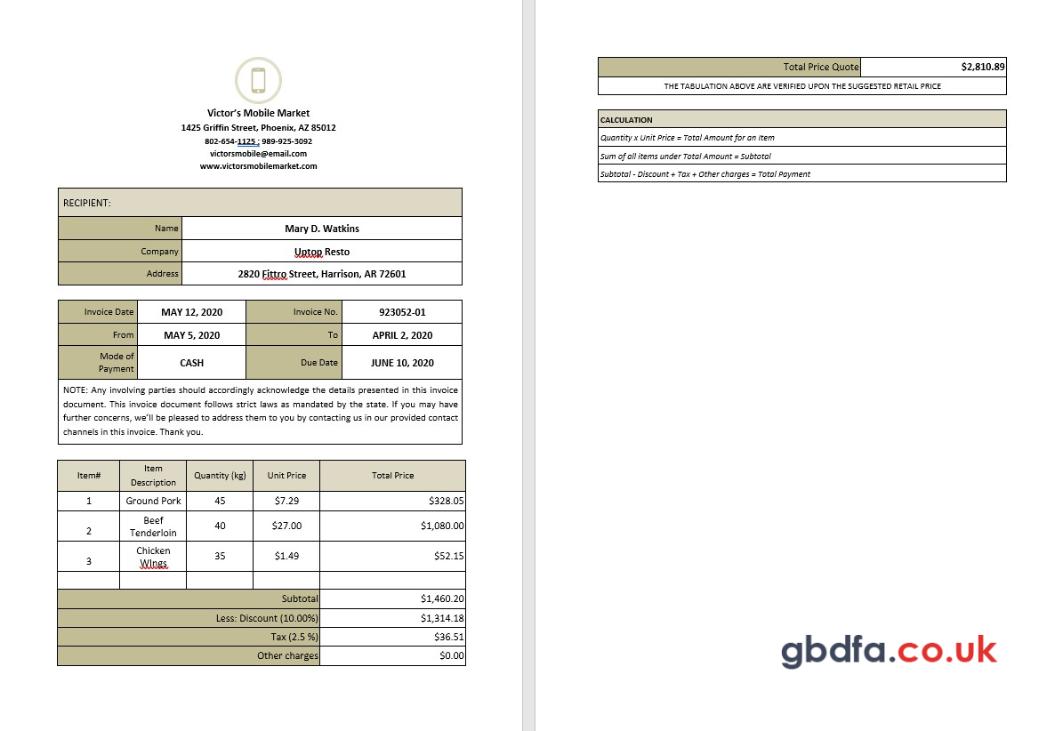 Victor's Mobile Market
1425 Griffin Street, Phoenix, AZ 85012
802-654-1125 ; 989-925-3092
victorsmobile@email.com
www.victorsmobilemarket.com
RECIPIENT:
Name Mary D. Watkins
Company Uptop Resto
Address 2820 Fittro Street, Harrison, AR 72601
Invoice Date MAY 12, 2020 Invoice No. 923052-01
From MAY 5, 2020 To APRIL 2, 2020
Mode of
Payment CASH Due Date JUNE 10, 2020
NOTE: Any involving parties should accordingly acknowledge the details presented in this invoice
document. This invoice document follows strict laws as mandated by the state. If you may have
further concerns, we'll be pleased to address them to you by contacting us in our provided contact
channels in this invoice. Thank you.
Item# Item Description Quantity (kg) Unit Price Total Price
1 Ground Pork 45 $7.29 $328.05
2 Beef Tenderloin 40 $27.00 $1,080.00
3 Chicken Wings 35 $1.49 $52.15
Subtotal $1,460.20
Less: Discount (10.00%) $1,314.18
Tax (2.5 %) $36.51
Other charges $0.00
Total Price Quote $2,810.89
THE TABULATION ABOVE ARE VERIFIED UPON THE SUGGESTED RETAIL PRICE
CALCULATION
Quantity x Unit Price = Total Amount for an Item
Sum of all items under Total Amount = Subtotal
Subtotal - Discount + Tax + Other charges = Total Payment
gbdfa.co.uk